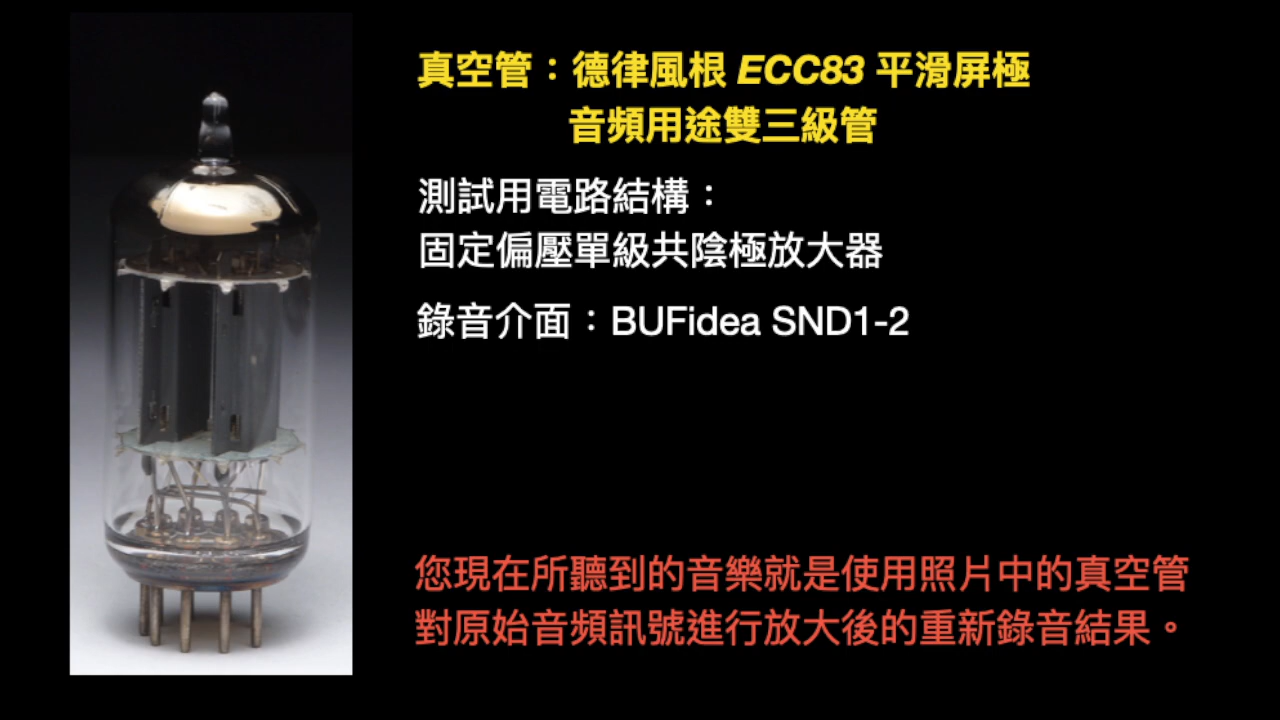 真空管：德律風根 ECC83 平滑屏極
音頻用途雙三級管
測試用電路結構：
固定偏壓單級共陰極放大器
錄音介面：BUFidea SND1-2
您現在所聽到的音樂就是使用照片中的真空管
對原始音頻訊號進行放大後的重新錄音結果。